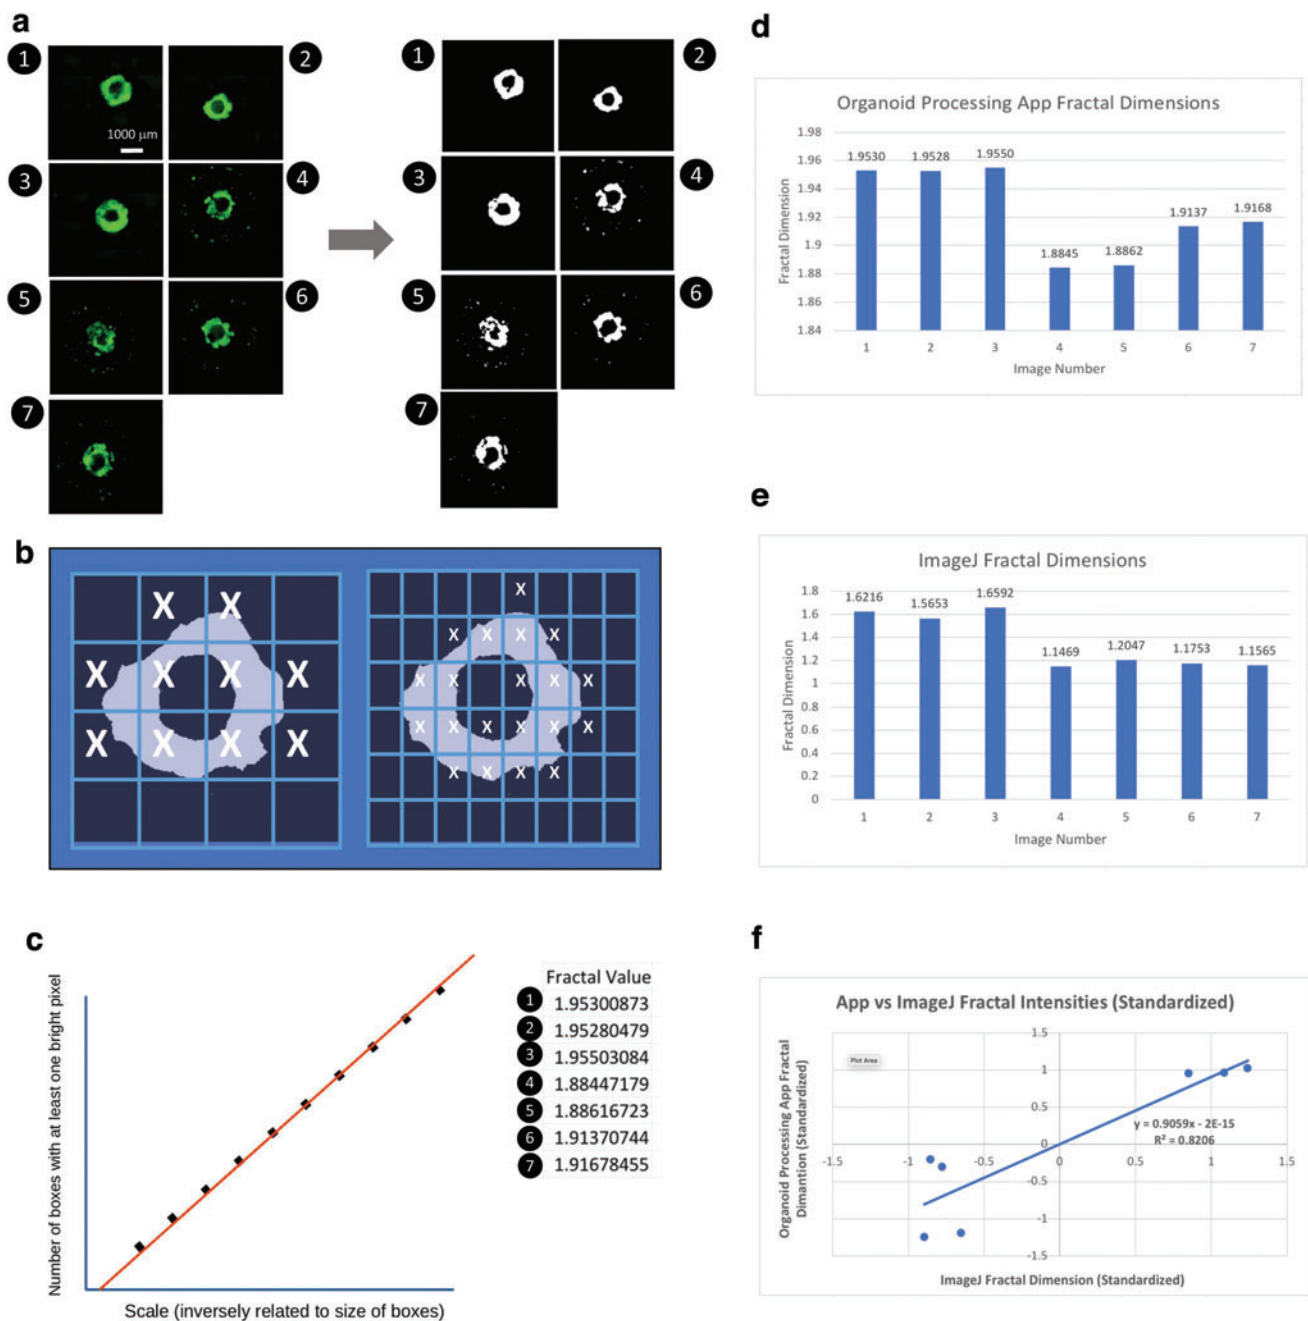 a
1
2
1000 μm
3
4
5
6
7
1
2
3
4
5
6
7
b
X X
X X X X
X X X X
X
X X X X
X X X X X
X X X X X X
X X X X
c
Number of boxes with at least one bright pixel
Scale (inversely related to size of boxes)
Fractal Value
1 1.95300873
2 1.95280479
3 1.95503084
4 1.88447179
5 1.88616723
6 1.91370744
7 1.91678455
d
Organoid Processing App Fractal Dimensions
Fractal Dimension
1.98
1.96
1.94
1.92
1.9
1.88
1.86
1.84
1.9530 1.9528 1.9550 1.8845 1.8862 1.9137 1.9168
1 2 3 4 5 6 7
Image Number
e
ImageJ Fractal Dimensions
Fractal Dimension
1.8
1.6
1.4
1.2
1
0.8
0.6
0.4
0.2
0
1.6216 1.5653 1.6592 1.1469 1.2047 1.1753 1.1565
1 2 3 4 5 6 7
Image Number
f
App vs ImageJ Fractal Intensities (Standardized)
Organoid Processing App Fractal
Dimantion (Standardized)
Plot Area
1.5
1
0.5
0
-0.5
-1
-1.5
y = 0.9059x - 2E-15
R² = 0.8206
-1.5 -1 -0.5 0 0.5 1 1.5
ImageJ Fractal Dimension (Standardized)